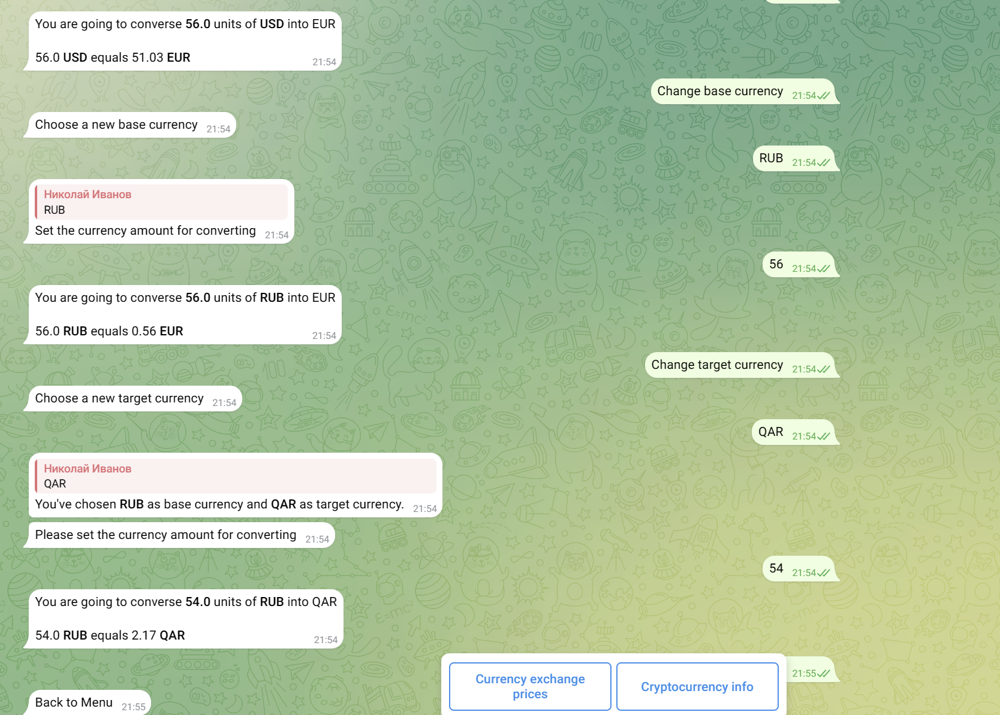 You are going to converse 56.0 units of USD into EUR
56.0 USD equals 51.03 EUR
21:54
Change base currency 21:54
Choose a new base currency 21:54
RUB 21:54
Николай Иванов
RUB
Set the currency amount for converting 21:54
56 21:54
You are going to converse 56.0 units of RUB into EUR
56.0 RUB equals 0.56 EUR
21:54
Change target currency 21:54
Choose a new target currency 21:54
QAR 21:54
Николай Иванов
QAR
You've chosen RUB as base currency and QAR as target currency. 21:54
Please set the currency amount for converting 21:54
54 21:54
You are going to converse 54.0 units of RUB into QAR
54.0 RUB equals 2.17 QAR
21:54
21:55
Currency exchange
prices
Cryptocurrency info
Back to Menu 21:55